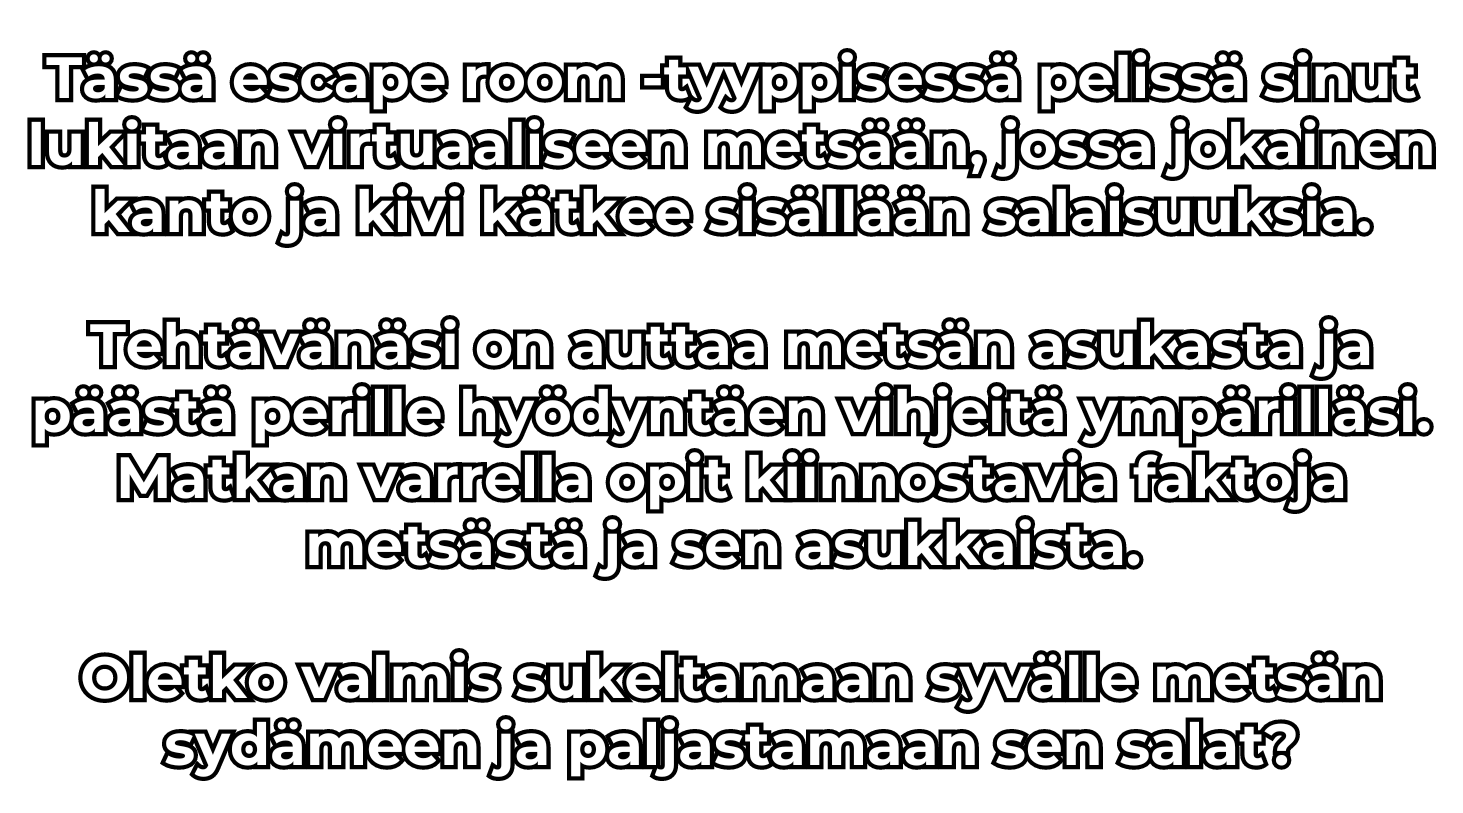 Tässä escape room -tyyppisessä pelissä sinut
lukitaan virtuaaliseen metsään, jossa jokainen
kanto ja kivi kätkee sisällään salaisuuksia.
Tehtävänäsi on auttaa metsän asukasta ja
päästä perille hyödyntäen vihjeitä ympärilläsi.
Matkan varrella opit kiinnostavia faktoja
metsästä ja sen asukkaista.
Oletko valmis sukeltamaan syvälle metsän
sydämeen ja paljastamaan sen salat?